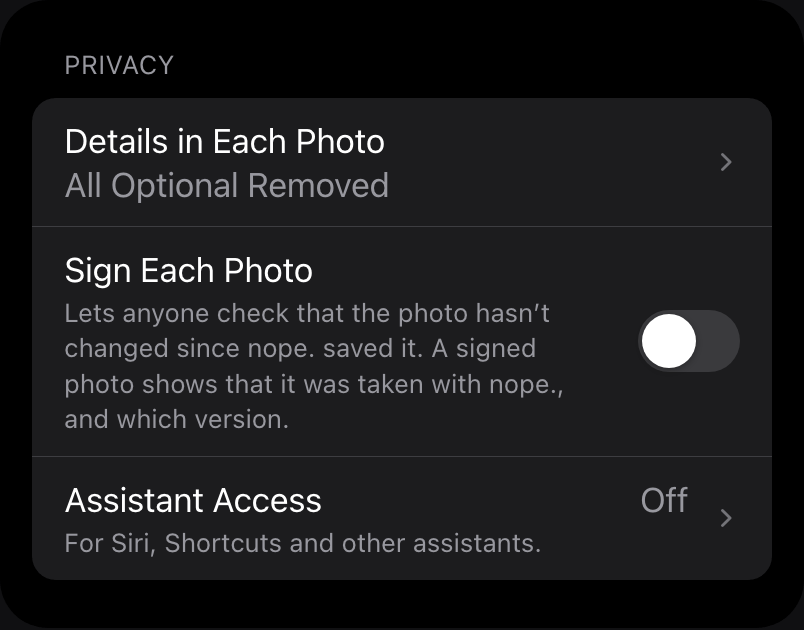 PRIVACY
Details in Each Photo
All Optional Removed
Sign Each Photo
Lets anyone check that the photo hasn’t
changed since nope. saved it. A signed
photo shows that it was taken with nope.,
and which version.
Assistant Access
Off
For Siri, Shortcuts and other assistants.